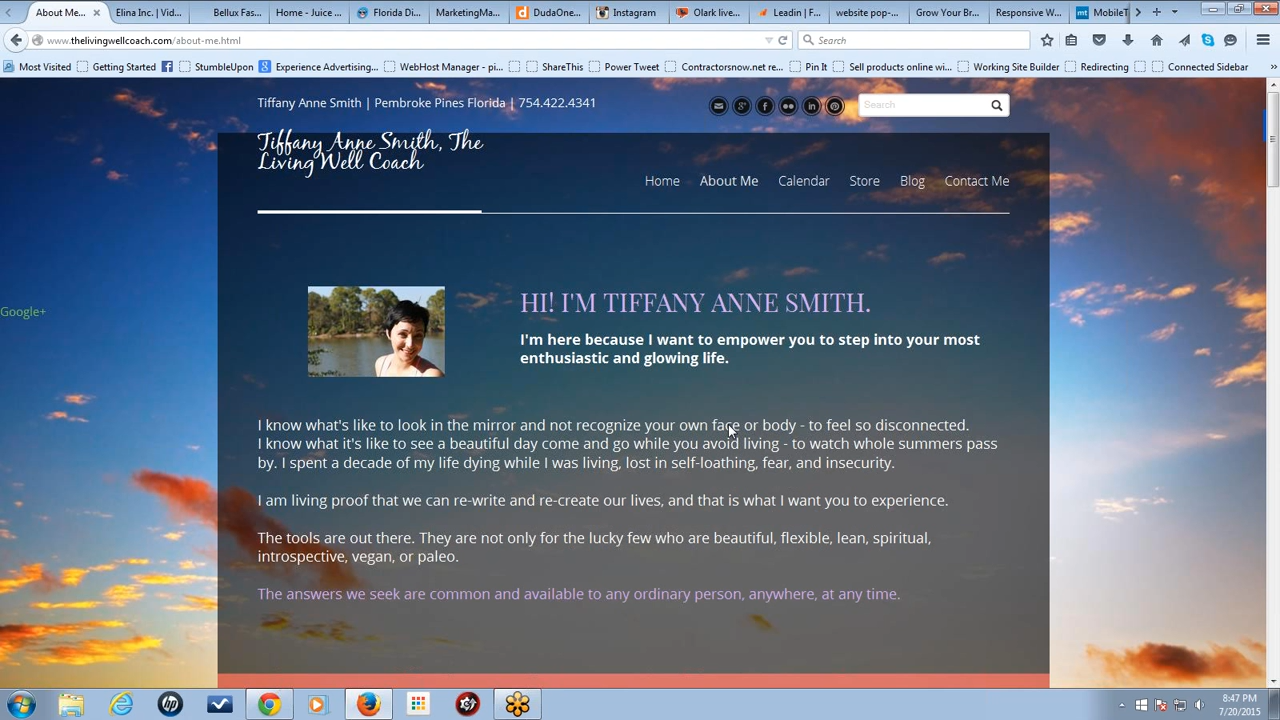 About Me...
Elina Inc. | Vid...
Bellux Fas...
Home - Juice ...
Florida Di...
MarketingMa...
DudaOne...
Instagram
Olark live...
Leadin | F...
website pop-...
Grow Your Br...
Responsive W...
mt MobileT
www.thelivingwellcoach.com/about-me.html
Search
Most Visited
Getting Started
StumbleUpon
Experience Advertising...
WebHost Manager - pi...
ShareThis
Power Tweet
Contractorsnow.net re...
Pin It
Sell products online wi...
Working Site Builder
Redirecting
Connected Sidebar
Tiffany Anne Smith | Pembroke Pines Florida | 754.422.4341
Search
Tiffany Anne Smith, The
Living Well Coach
Home
About Me
Calendar
Store
Blog
Contact Me
Google+
HI! I'M TIFFANY ANNE SMITH.
I'm here because I want to empower you to step into your most
enthusiastic and glowing life.
I know what's like to look in the mirror and not recognize your own face or body - to feel so disconnected.
I know what it's like to see a beautiful day come and go while you avoid living - to watch whole summers pass
by. I spent a decade of my life dying while I was living, lost in self-loathing, fear, and insecurity.
I am living proof that we can re-write and re-create our lives, and that is what I want you to experience.
The tools are out there. They are not only for the lucky few who are beautiful, flexible, lean, spiritual,
introspective, vegan, or paleo.
The answers we seek are common and available to any ordinary person, anywhere, at any time.
8:47 PM
7/20/2015